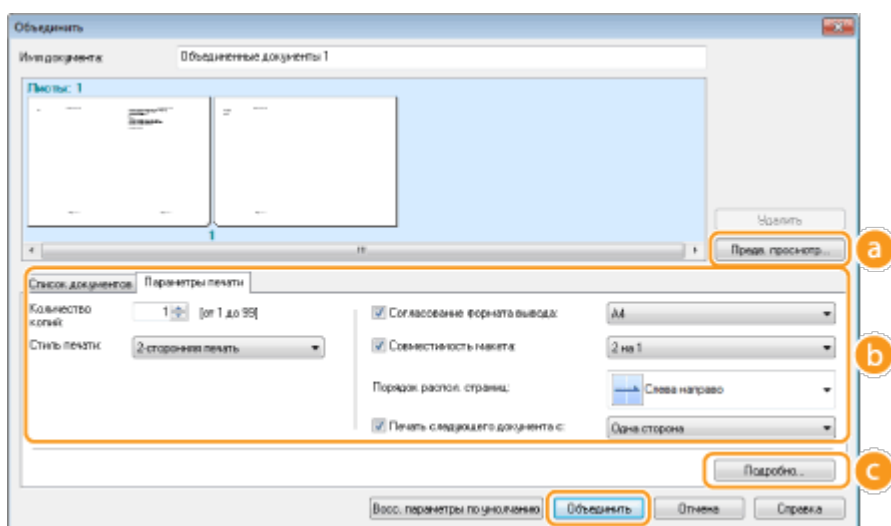 Объединить
Имя документа: Объединенные документы 1
Листы: 1
1
Удалить
Предв. просмотр... a
Список документов Параметры печати
Количество копий: 1 [от 1 до 99]
Согласование формата вывода: A4
Стиль печати: 2-сторонняя печать
Совместимость макета: 2 на 1
b
Порядок распол. страниц: Слева направо
Печать следующего документа с: Одна сторона
Подробно... c
Восс. параметры по умолчанию Объединить Отмена Справка